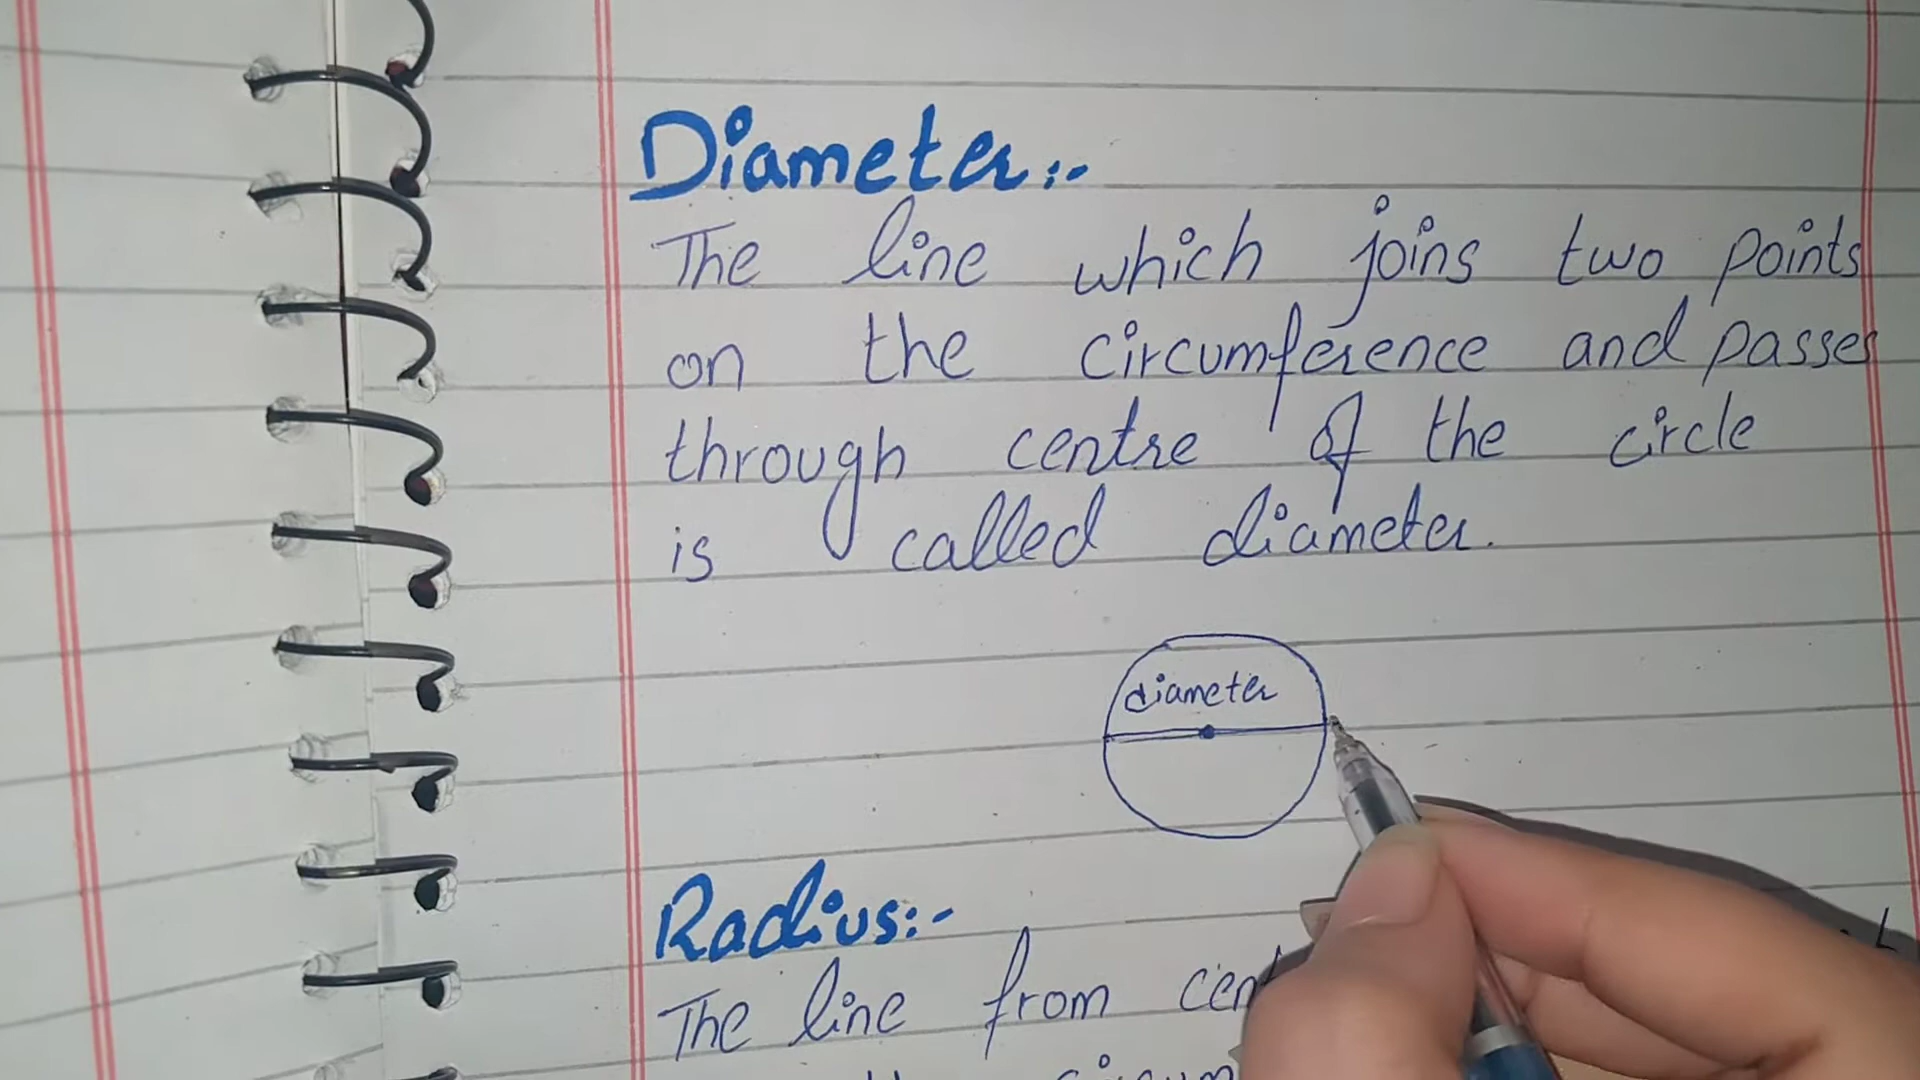 Diameter:-
The line which joins two points
on the circumference and passes
through centre of the circle
is called diameter.
diameter
Radius:-
The line from